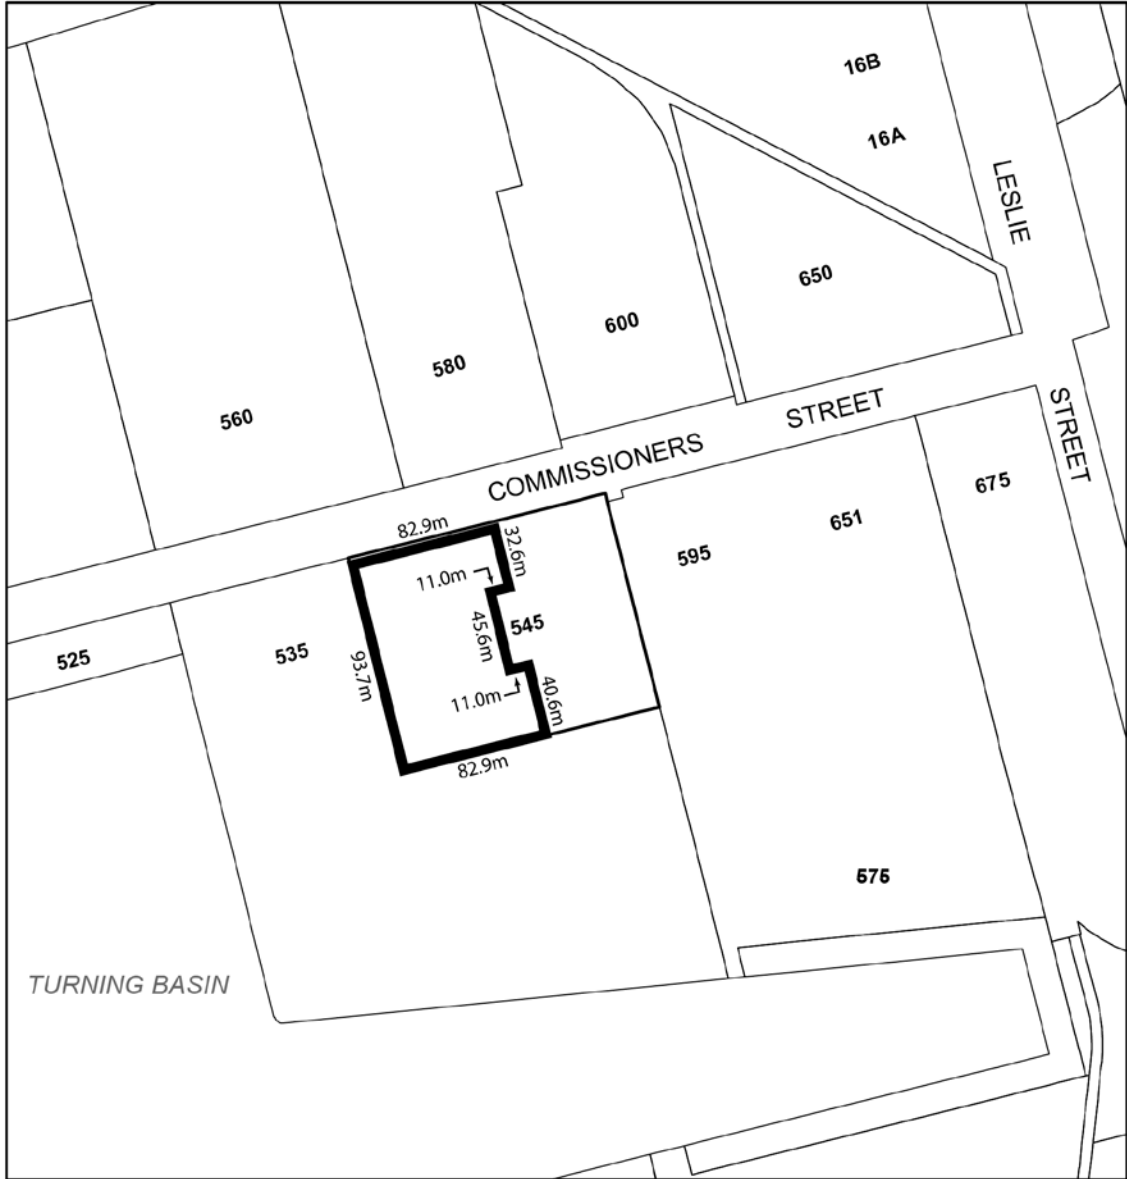 16B
16A
LESLIE
STREET
650
600
580
560
COMMISSIONERS STREET
675
651
595
82.9m
32.6m
11.0m
45.6m
545
535
525
93.7m
11.0m
40.6m
82.9m
575
TURNING BASIN